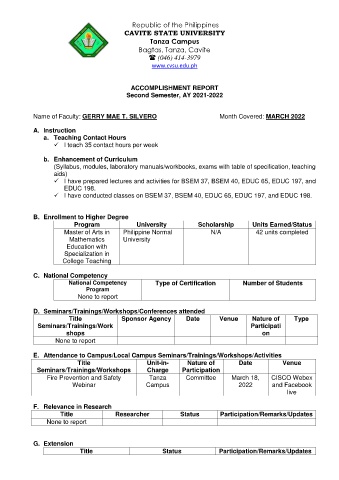 Republic of the Philippines
CAVITE STATE UNIVERSITY
Tanza Campus
Bagtas, Tanza, Cavite
☎ (046) 414-3979
www.cvsu.edu.ph
ACCOMPLISHMENT REPORT
Second Semester, AY 2021-2022
Name of Faculty: GERRY MAE T. SILVERO Month Covered: MARCH 2022
A. Instruction
a. Teaching Contact Hours
✓ I teach 35 contact hours per week
b. Enhancement of Curriculum
(Syllabus, modules, laboratory manuals/workbooks, exams with table of specification, teaching
aids)
✓ I have prepared lectures and activities for BSEM 37, BSEM 40, EDUC 65, EDUC 197, and
EDUC 198.
✓ I have conducted classes on BSEM 37, BSEM 40, EDUC 65, EDUC 197, and EDUC 198.
B. Enrollment to Higher Degree
Program University Scholarship Units Earned/Status
Master of Arts in Philippine Normal N/A 42 units completed
Mathematics University
Education with
Specialization in
College Teaching
C. National Competency
National Competency Type of Certification Number of Students
Program
None to report
D. Seminars/Trainings/Workshops/Conferences attended
Title Sponsor Agency Date Venue Nature of Type
Seminars/Trainings/Work Participati
shops on
None to report
E. Attendance to Campus/Local Campus Seminars/Trainings/Workshops/Activities
Title Unit-in- Nature of Date Venue
Seminars/Trainings/Workshops Charge Participation
Fire Prevention and Safety Tanza Committee March 18, CISCO Webex
Webinar Campus 2022 and Facebook
live
F. Relevance in Research
Title Researcher Status Participation/Remarks/Updates
None to report
G. Extension
Title Status Participation/Remarks/Updates